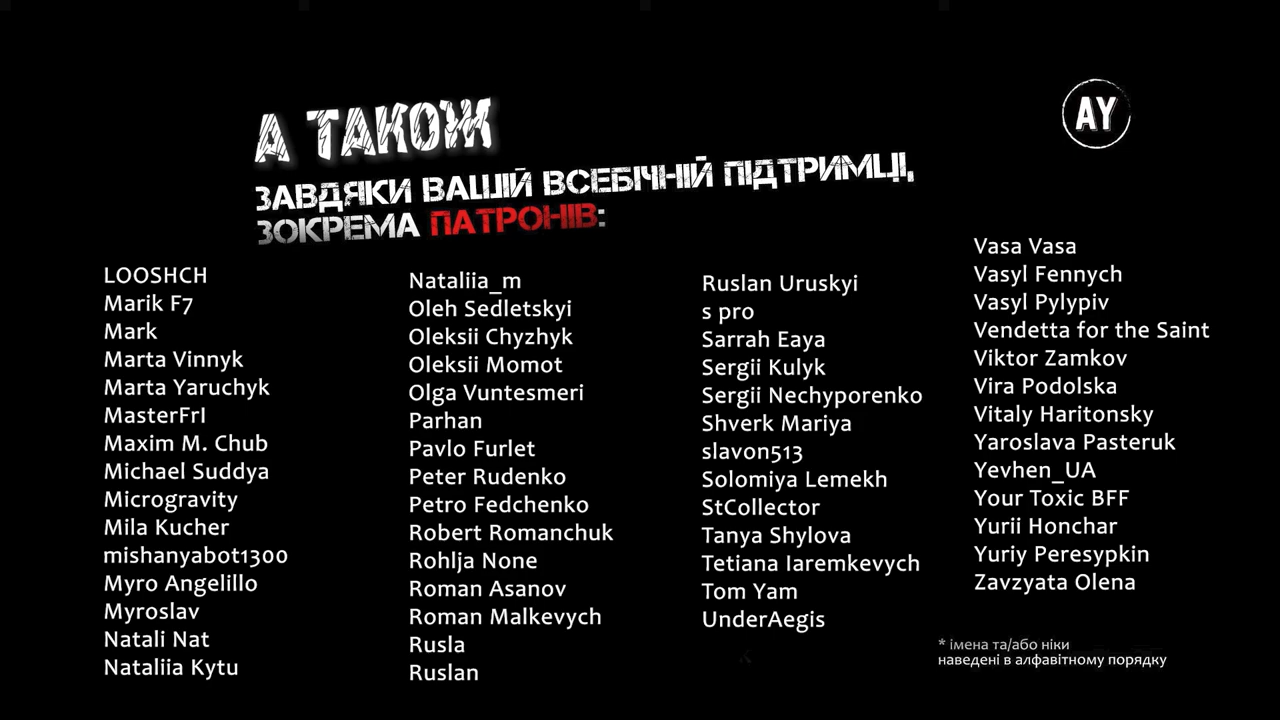 А ТАКОЖ
AY
ЗАВДЯКИ ВАШІЙ ВСЕБІЧНІЙ ПІДТРИМЦІ,
ЗОКРЕМА ПАТРОНІВ:
LOOSHCH
Marik F7
Mark
Marta Vinnyk
Marta Yaruchyk
MasterFrI
Maxim M. Chub
Michael Suddya
Microgravity
Mila Kucher
mishanyabot1300
Myro Angelillo
Myroslav
Natali Nat
Nataliia Kytu
Nataliia_m
Oleh Sedletskyi
Oleksii Chyzhyk
Oleksii Momot
Olga Vuntesmeri
Parhan
Pavlo Furlet
Peter Rudenko
Petro Fedchenko
Robert Romanchuk
Rohlja None
Roman Asanov
Roman Malkevych
Rusla
Ruslan
Ruslan Uruskyi
s pro
Sarrah Eaya
Sergii Kulyk
Sergii Nechyporenko
Shverk Mariya
slavon513
Solomiya Lemekh
StCollector
Tanya Shylova
Tetiana Iaremkevych
Tom Yam
UnderAegis
Vasa Vasa
Vasyl Fennych
Vasyl Pylypiv
Vendetta for the Saint
Viktor Zamkov
Vira Podolska
Vitaly Haritonsky
Yaroslava Pasteruk
Yevhen_UA
Your Toxic BFF
Yurii Honchar
Yuriy Peresypkin
Zavzyata Olena
* імена та/або ніки
наведені в алфавітному порядку